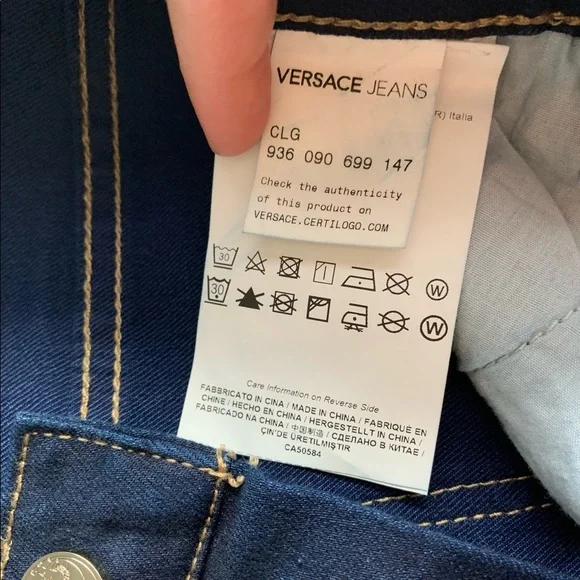 VERSACE JEANS
R) Italia
CLG
936 090 699 147
Check the authenticity
of this product on
VERSACE.CERTILOGO.COM
30
W
30
W
Care Information on Reverse Side
FABBRICATO IN CINA / MADE IN CHINA / FABRIQUÉ EN
CHINE / HECHO EN CHINA / HERGESTELLT IN CHINA /
FABRICADO NA CHINA / 中国制造 / СДЕЛАНО В КИТАЕ /
ÇIN'DE ÜRETILMIŞTIR
CA50584